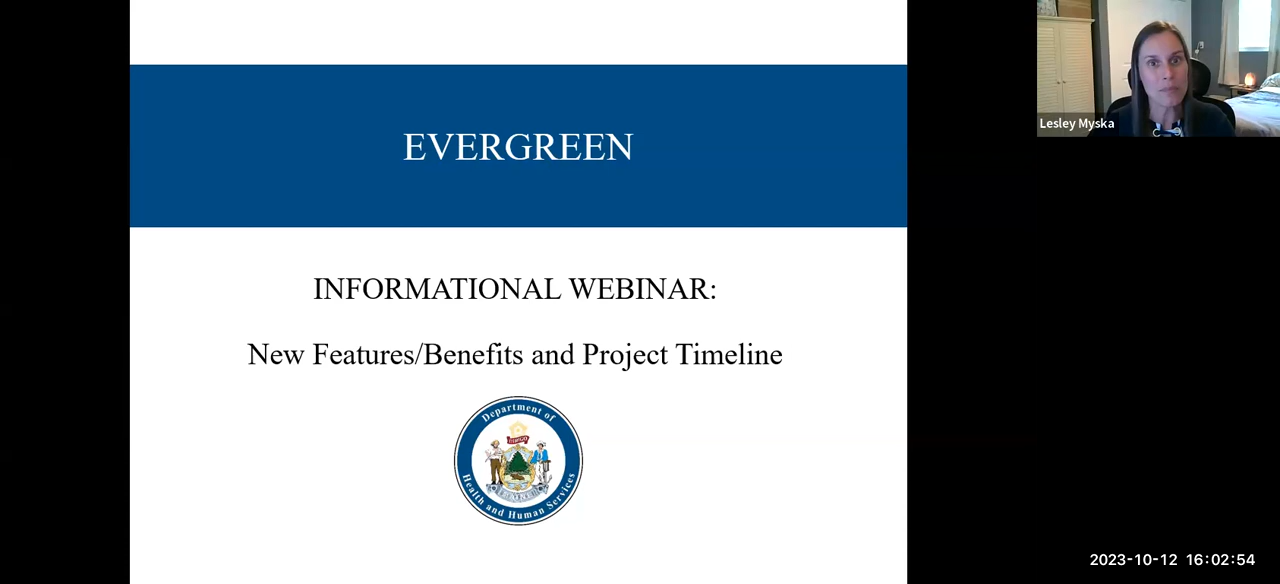 EVERGREEN
Lesley Myska
INFORMATIONAL WEBINAR:
New Features/Benefits and Project Timeline
Department of
DIRIGO
Health and Human Services
2023-10-12 16:02:54